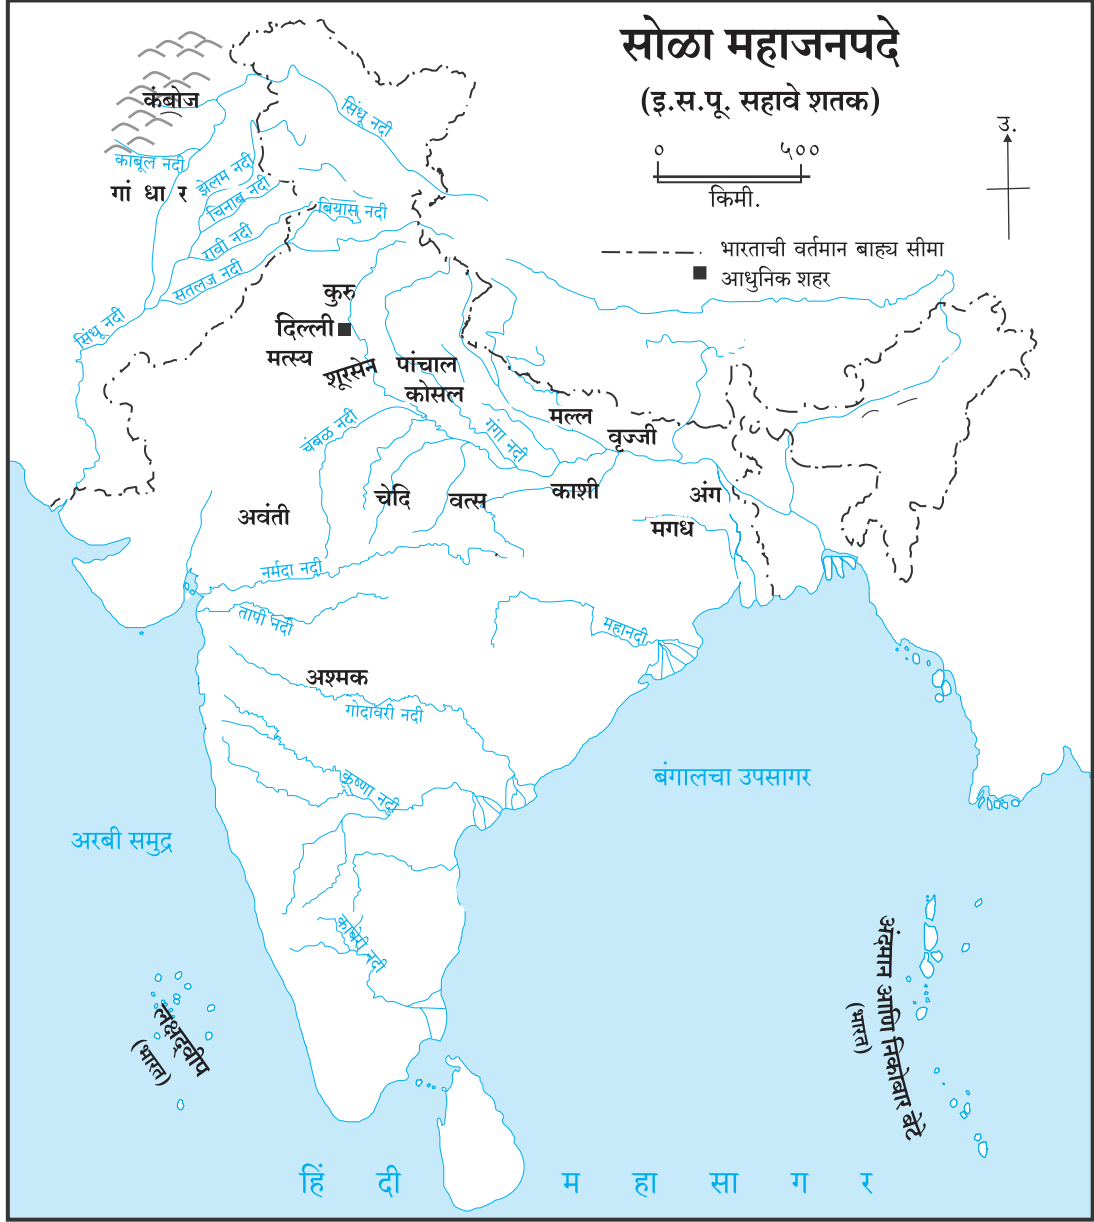 सोळा महाजनपदे
(इ.स.पू. सहावे शतक)
उ.
० ५००
किमी.
भारताची वर्तमान बाह्य सीमा
आधुनिक शहर
कंबोज
सिंधू नदी
काबूल नदी
गां धा र
झेलम नदी
चिनाब नदी
बियास नदी
रावी नदी
सतलज नदी
सिंधू नदी
कुरु
दिल्ली
मत्स्य
शूरसेन
पांचाल
कोसल
मल्ल
वृज्जी
चंबळ नदी
गंगा नदी
अवंती
चेदि
वत्स
काशी
अंग
मगध
नर्मदा नदी
तापी नदी
महानदी
अश्मक
गोदावरी नदी
कृष्णा नदी
बंगालचा उपसागर
अरबी समुद्र
कावेरी नदी
लक्षद्वीप
(भारत)
अंदमान आणि निकोबार बेटे
(भारत)
हिं दी म हा सा ग र